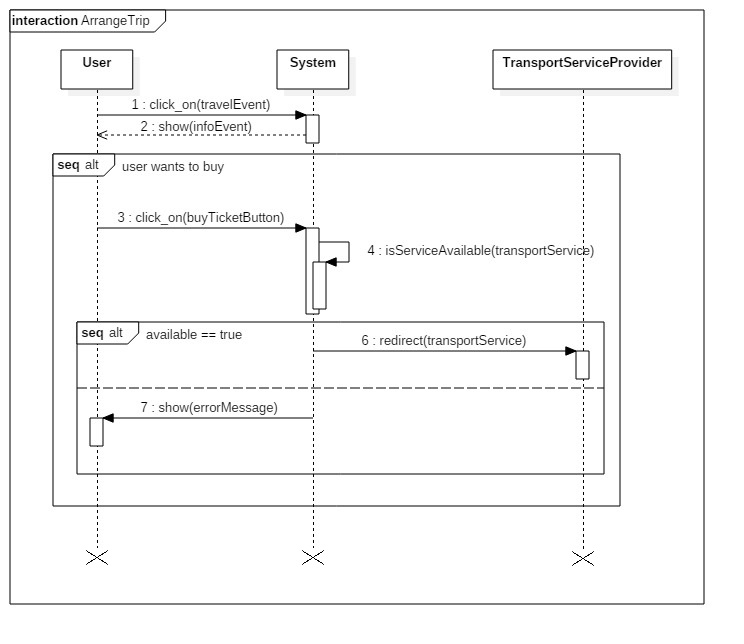 interaction ArrangeTrip
User
System
TransportServiceProvider
1 : click_on(travelEvent)
2 : show(infoEvent)
seq alt
user wants to buy
3 : click_on(buyTicketButton)
4 : isServiceAvailable(transportService)
seq alt
available == true
6 : redirect(transportService)
7 : show(errorMessage)